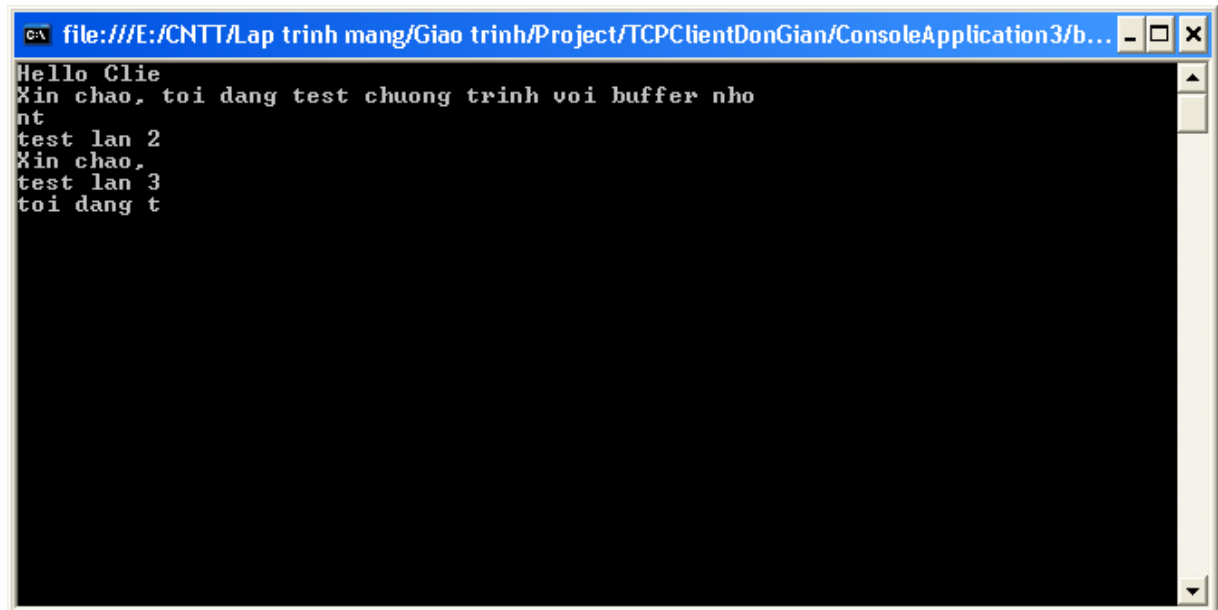 file:///E:/CNTT/Lap trinh mang/Giao trinh/Project/TCPClientDonGian/ConsoleApplication3/b...
Hello Clie
Xin chao, toi dang test chuong trinh voi buffer nho
nt
test lan 2
Xin chao,
test lan 3
toi dang t